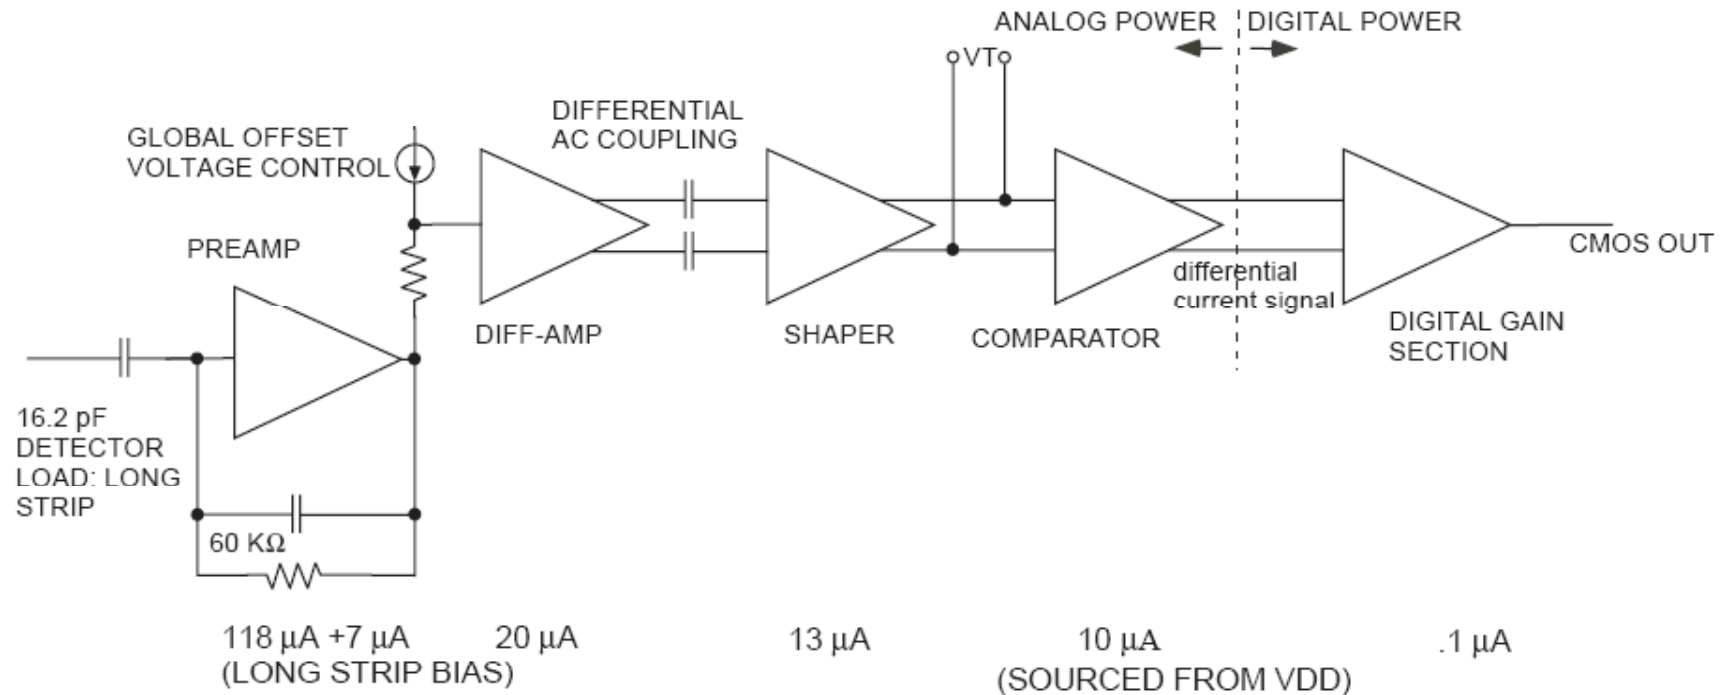 ANALOG POWER
DIGITAL POWER
VT
DIFFERENTIAL
AC COUPLING
GLOBAL OFFSET
VOLTAGE CONTROL
PREAMP
CMOS OUT
differential
current signal
DIFF-AMP
SHAPER
COMPARATOR
DIGITAL GAIN
SECTION
16.2 pF
DETECTOR
LOAD: LONG
STRIP
60 KΩ
118 µA +7 µA
(LONG STRIP BIAS)
20 µA
13 µA
10 µA
(SOURCED FROM VDD)
.1 µA